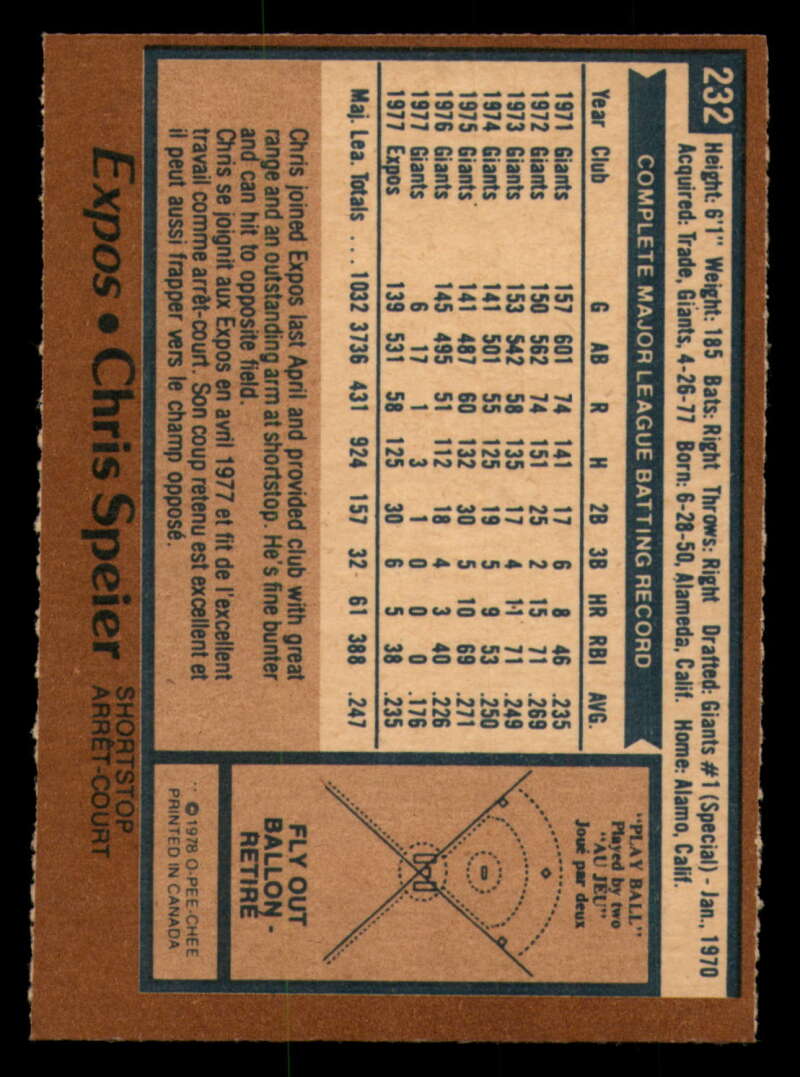 232
Height: 6'1" Weight: 185 Bats: Right Throws: Right Drafted: Giants #1 (Special) - Jan., 1970
Acquired: Trade, Giants, 4-26-77 Born: 6-28-50, Alameda, Calif. Home: Alamo, Calif.
COMPLETE MAJOR LEAGUE BATTING RECORD
Year Club G AB R H 2B 3B HR RBI AVG.
1971 Giants 157 601 74 141 17 6 8 46 .235
1972 Giants 150 562 74 151 25 2 15 71 .269
1973 Giants 153 542 58 135 17 4 11 71 .249
1974 Giants 141 501 55 125 19 5 9 53 .250
1975 Giants 141 487 60 132 30 5 10 69 .271
1976 Giants 145 495 51 112 18 4 3 40 .226
1977 Giants 6 17 1 3 1 0 0 0 .176
1977 Expos 139 531 58 125 30 6 5 38 .235
Maj. Lea. Totals ... 1032 3736 431 924 157 32 61 388 .247
Chris joined Expos last April and provided club with great
range and an outstanding arm at shortstop. He's fine bunter
and can hit to opposite field.
Chris se joignit aux Expos en avril 1977 et fit de l'excellent
travail comme arrêt-court. Son coup retenu est excellent et
il peut aussi frapper vers le champ opposé.
"PLAY BALL"
Played by two
"AU JEU"
Joué par deux
FLY OUT
BALLON -
RETIRÉ
** © 1978 O-PEE-CHEE
PRINTED IN CANADA
Expos • Chris Speier
SHORTSTOP
ARRÊT-COURT